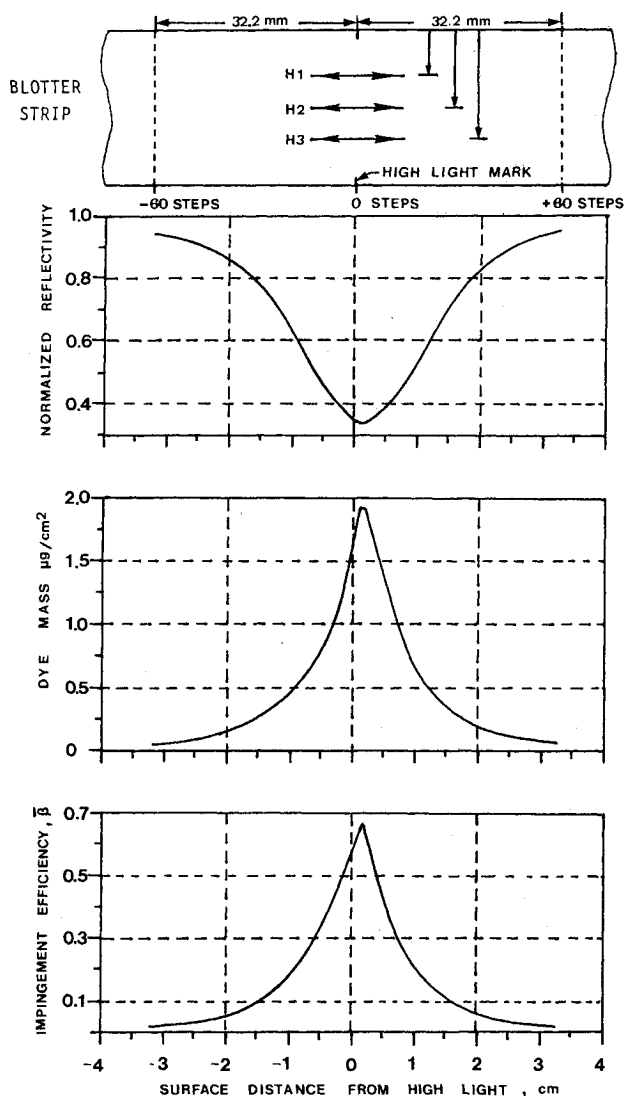 32.2 mm 32.2 mm
BLOTTER
STRIP
H1
H2
H3
HIGH LIGHT MARK
-60 STEPS 0 STEPS +60 STEPS
NORMALIZED REFLECTIVITY
1.0
0.8
0.6
0.4
DYE MASS µg/cm²
2.0
1.5
1.0
0.5
0
IMPINGEMENT EFFICIENCY, β̅
0.7
0.5
0.3
0.1
-4 -3 -2 -1 0 1 2 3 4
SURFACE DISTANCE FROM HIGH LIGHT , cm